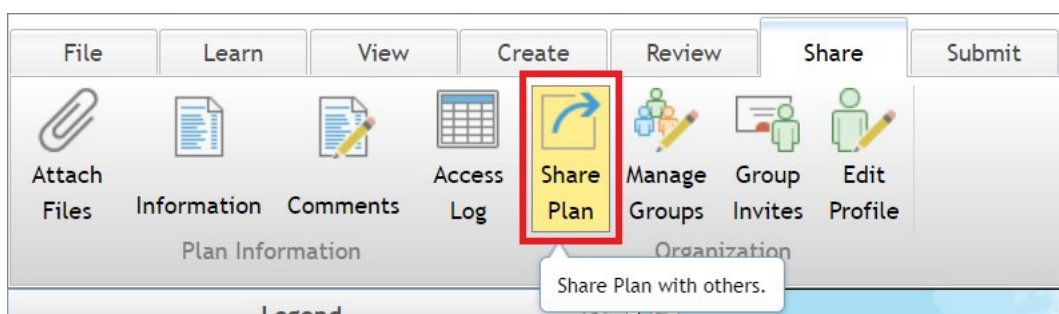 File Learn View Create Review Share Submit
Attach Files
Information
Comments
Access Log
Share Plan
Manage Groups
Group Invites
Edit Profile
Plan Information
Organization
Share Plan with others.
Legend